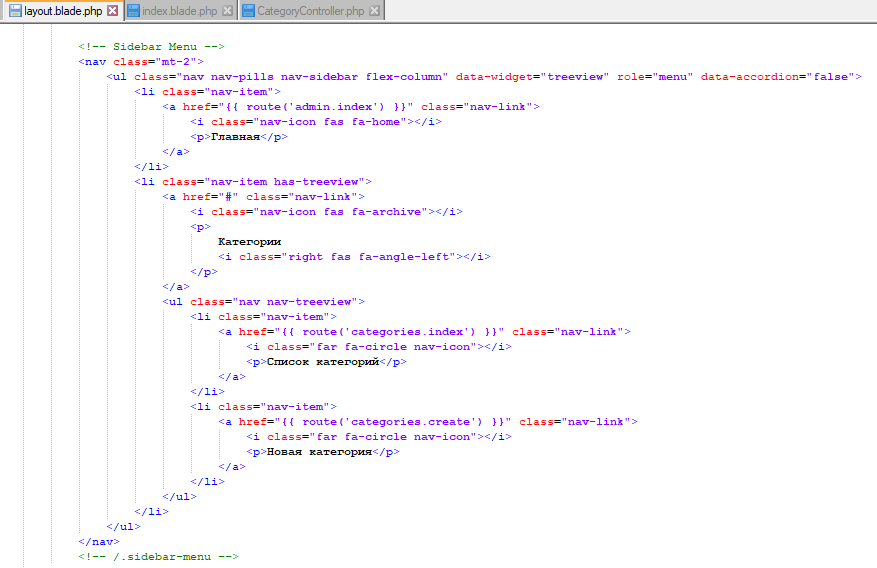 layout.blade.php index.blade.php CategoryController.php
<!-- Sidebar Menu -->
<nav class="mt-2">
<ul class="nav nav-pills nav-sidebar flex-column" data-widget="treeview" role="menu" data-accordion="false">
<li class="nav-item">
<a href="{{ route('admin.index') }}" class="nav-link">
<i class="nav-icon fas fa-home"></i>
<p>Главная</p>
</a>
</li>
<li class="nav-item has-treeview">
<a href="#" class="nav-link">
<i class="nav-icon fas fa-archive"></i>
<p>
Категории
<i class="right fas fa-angle-left"></i>
</p>
</a>
<ul class="nav nav-treeview">
<li class="nav-item">
<a href="{{ route('categories.index') }}" class="nav-link">
<i class="far fa-circle nav-icon"></i>
<p>Список категорий</p>
</a>
</li>
<li class="nav-item">
<a href="{{ route('categories.create') }}" class="nav-link">
<i class="far fa-circle nav-icon"></i>
<p>Новая категория</p>
</a>
</li>
</ul>
</li>
</ul>
</nav>
<!-- /.sidebar-menu -->